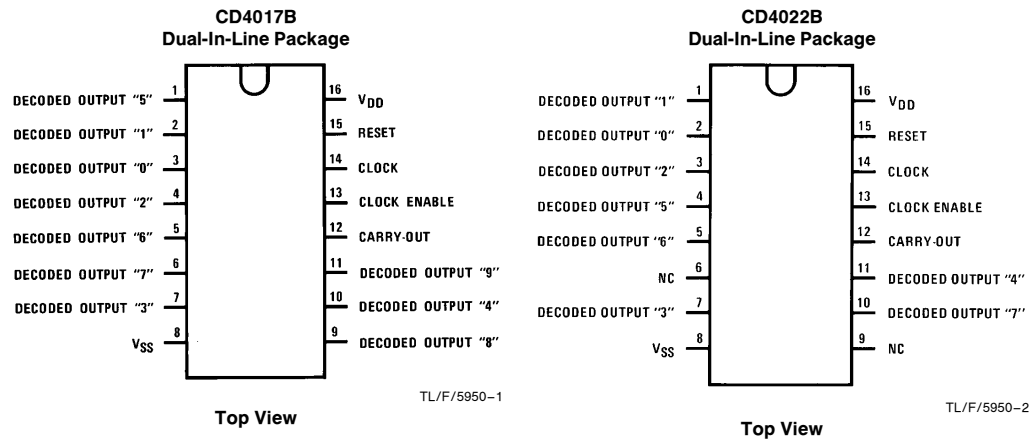 CD4017B
Dual-In-Line Package
DECODED OUTPUT "5" 1
DECODED OUTPUT "1" 2
DECODED OUTPUT "0" 3
DECODED OUTPUT "2" 4
DECODED OUTPUT "6" 5
DECODED OUTPUT "7" 6
DECODED OUTPUT "3" 7
VSS 8
16 VDD
15 RESET
14 CLOCK
13 CLOCK ENABLE
12 CARRY-OUT
11 DECODED OUTPUT "9"
10 DECODED OUTPUT "4"
9 DECODED OUTPUT "8"
TL/F/5950–1
Top View
CD4022B
Dual-In-Line Package
DECODED OUTPUT "1" 1
DECODED OUTPUT "0" 2
DECODED OUTPUT "2" 3
DECODED OUTPUT "5" 4
DECODED OUTPUT "6" 5
NC 6
DECODED OUTPUT "3" 7
VSS 8
16 VDD
15 RESET
14 CLOCK
13 CLOCK ENABLE
12 CARRY-OUT
11 DECODED OUTPUT "4"
10 DECODED OUTPUT "7"
9 NC
TL/F/5950–2
Top View